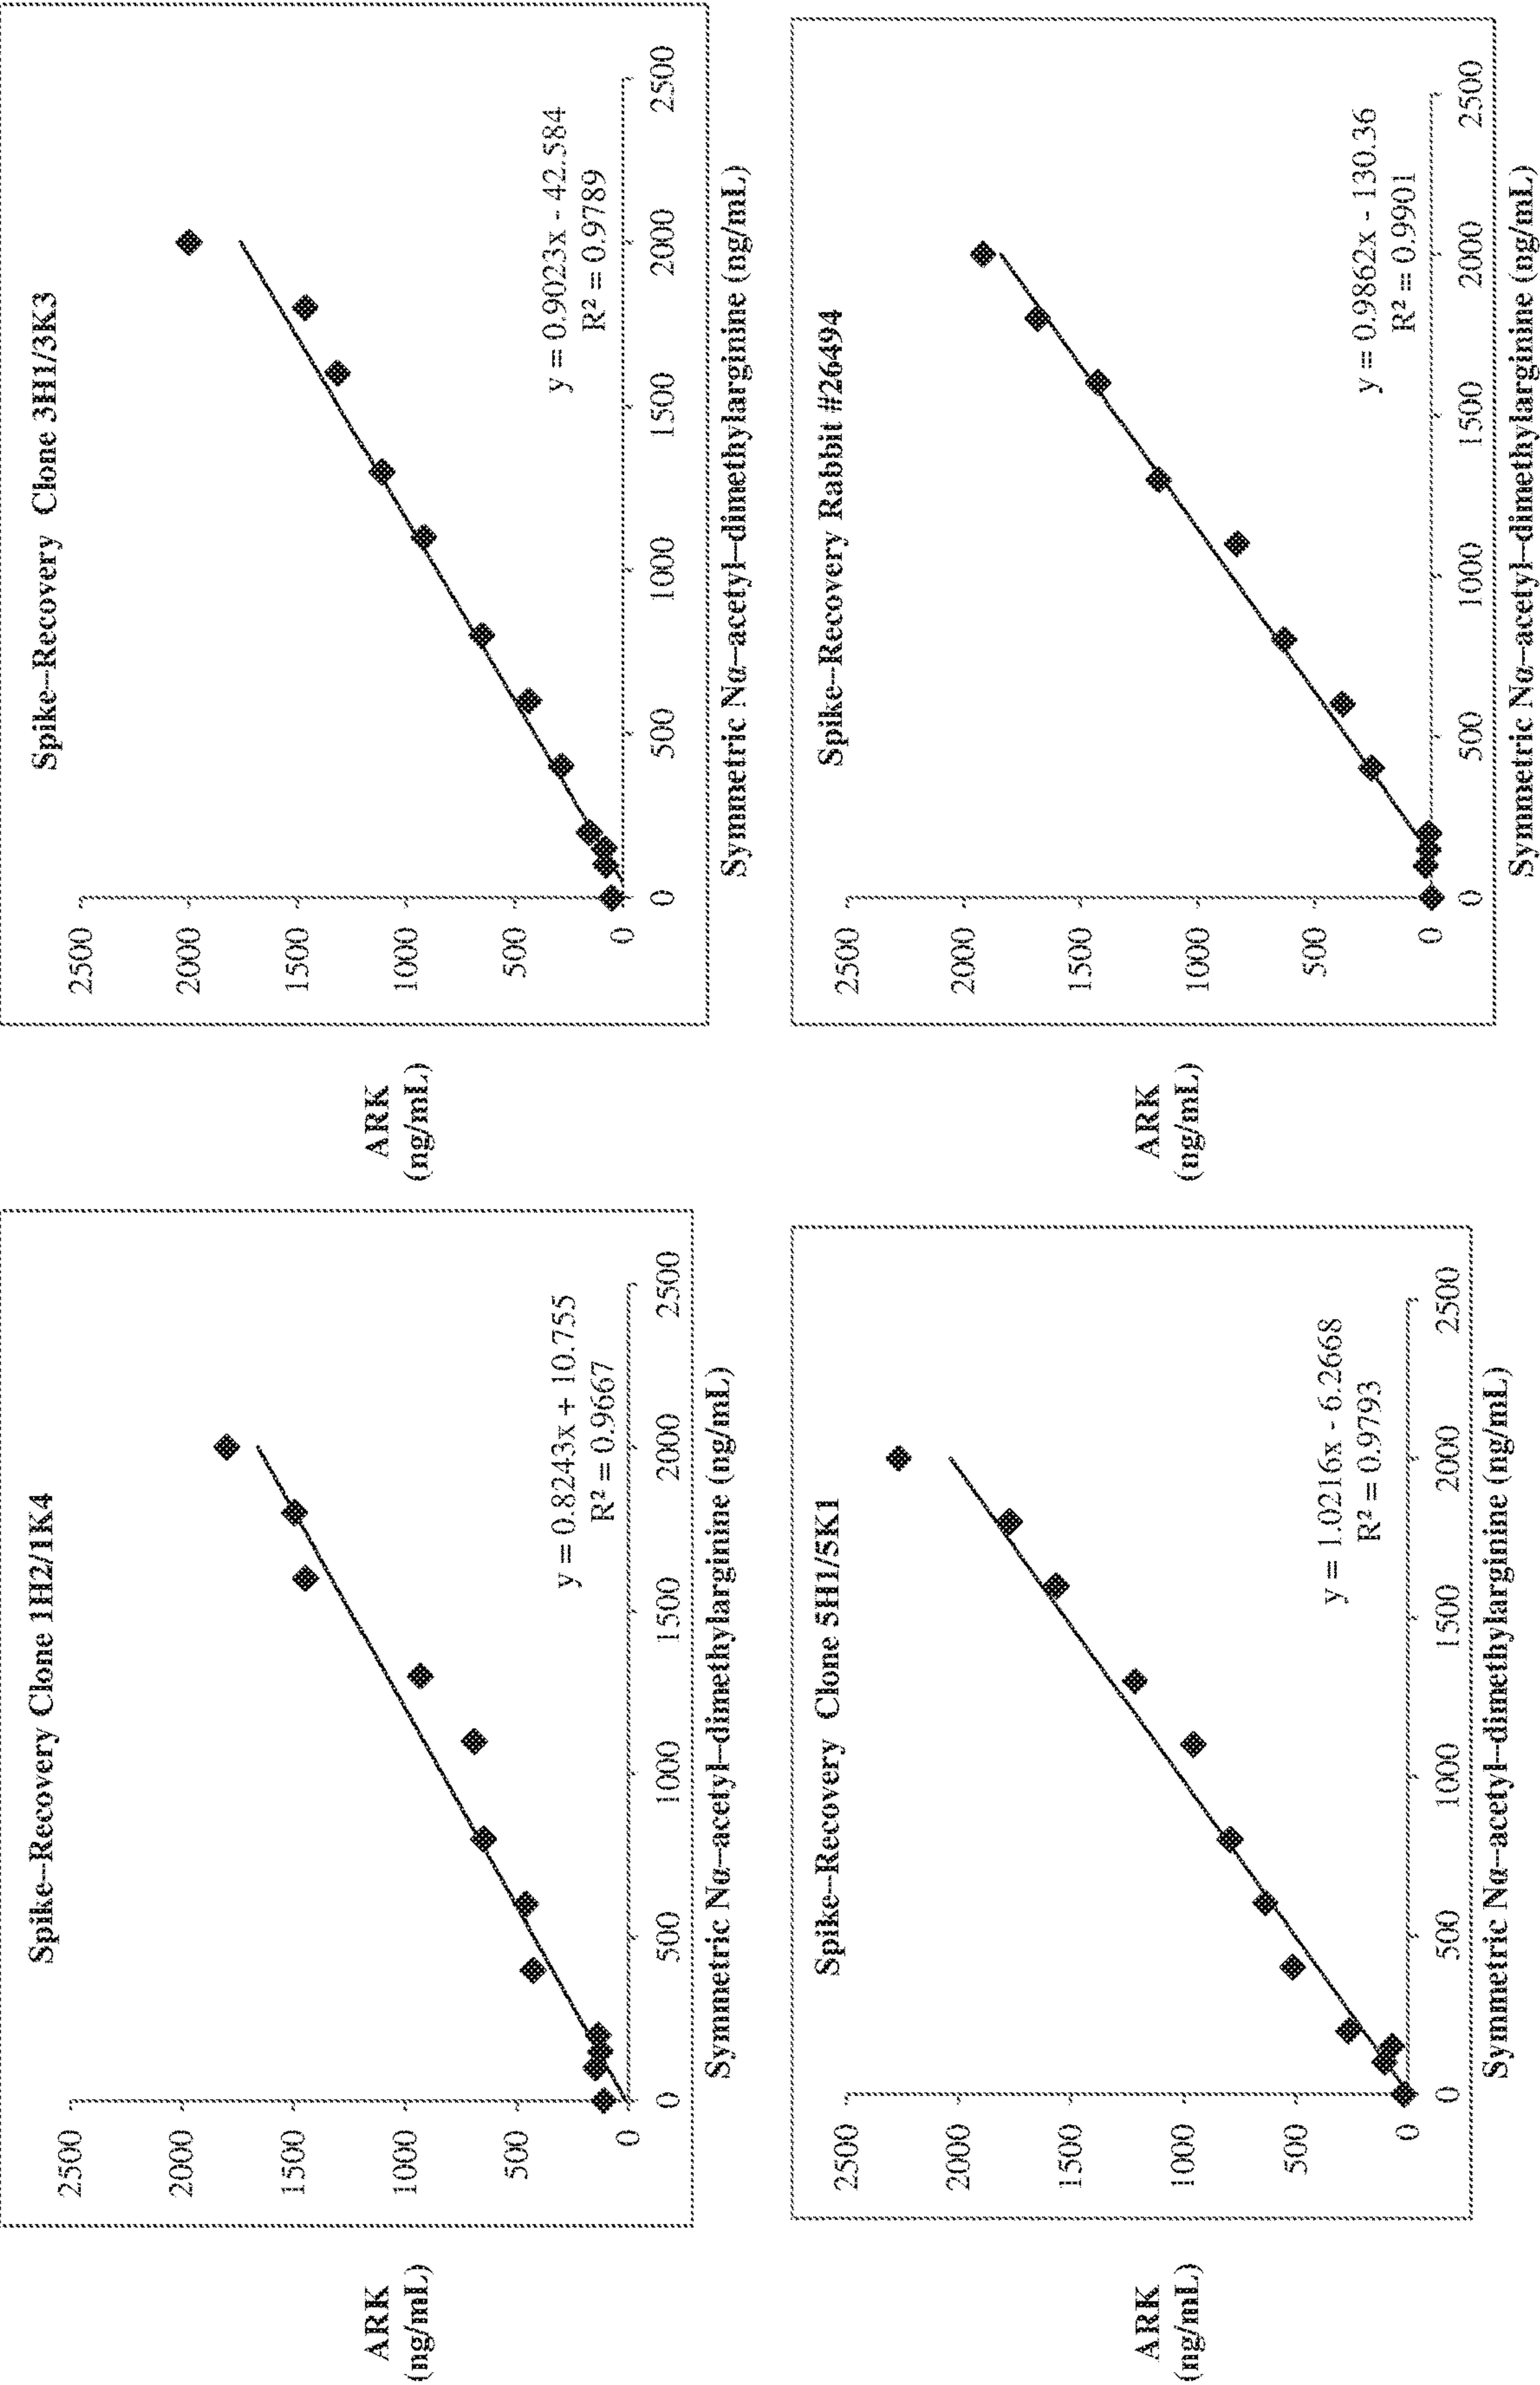 Spike--Recovery Clone 1H2/1K4
ARK
(ng/mL)
2500
2000
1500
1000
500
0
y = 0.8243x + 10.755
R² = 0.9667
0 500 1000 1500 2000 2500
Symmetric Nα--acetyl--dimethylarginine (ng/mL)
Spike--Recovery Clone 3H1/3K3
ARK
(ng/mL)
2500
2000
1500
1000
500
0
y = 0.9023x - 42.584
R² = 0.9789
0 500 1000 1500 2000 2500
Symmetric Nα--acetyl--dimethylarginine (ng/mL)
Spike--Recovery Clone 5H1/5K1
ARK
(ng/mL)
2500
2000
1500
1000
500
0
y = 1.0216x - 6.2668
R² = 0.9793
0 500 1000 1500 2000 2500
Symmetric Nα--acetyl--dimethylarginine (ng/mL)
Spike--Recovery Rabbit #26494
ARK
(ng/mL)
2500
2000
1500
1000
500
0
y = 0.9862x - 130.36
R² = 0.9901
0 500 1000 1500 2000 2500
Symmetric Nα--acetyl--dimethylarginine (ng/mL)